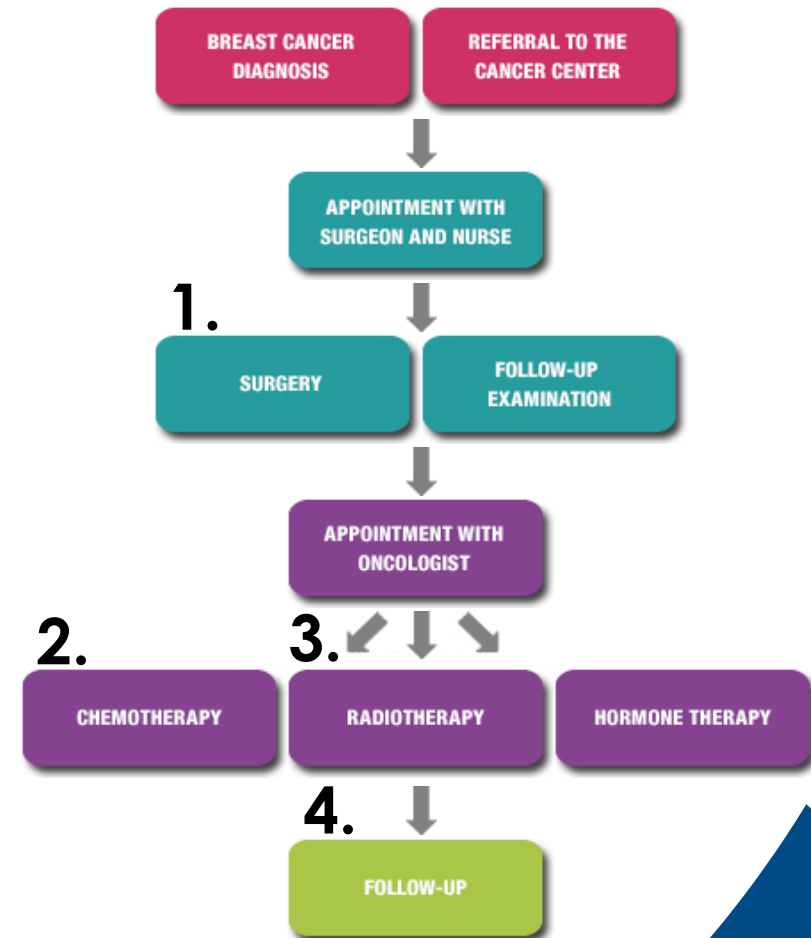 BREAST CANCER
DIAGNOSIS
REFERRAL TO THE
CANCER CENTER
APPOINTMENT WITH
SURGEON AND NURSE
1.
SURGERY
FOLLOW-UP
EXAMINATION
APPOINTMENT WITH
ONCOLOGIST
2.
3.
CHEMOTHERAPY
RADIOTHERAPY
HORMONE THERAPY
4.
FOLLOW-UP